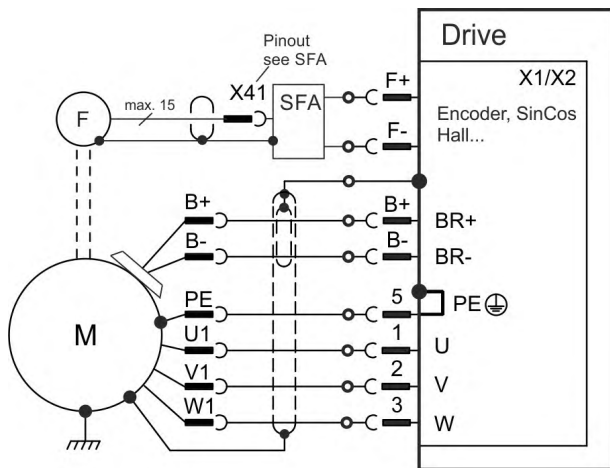 Drive
Pinout
see SFA
X1/X2
X41
F+
SFA
max. 15
F
Encoder, SinCos
Hall...
F-
B+
B+
BR+
B-
B-
BR-
PE
5
PE
M
U1
1
U
V1
2
V
W1
3
W